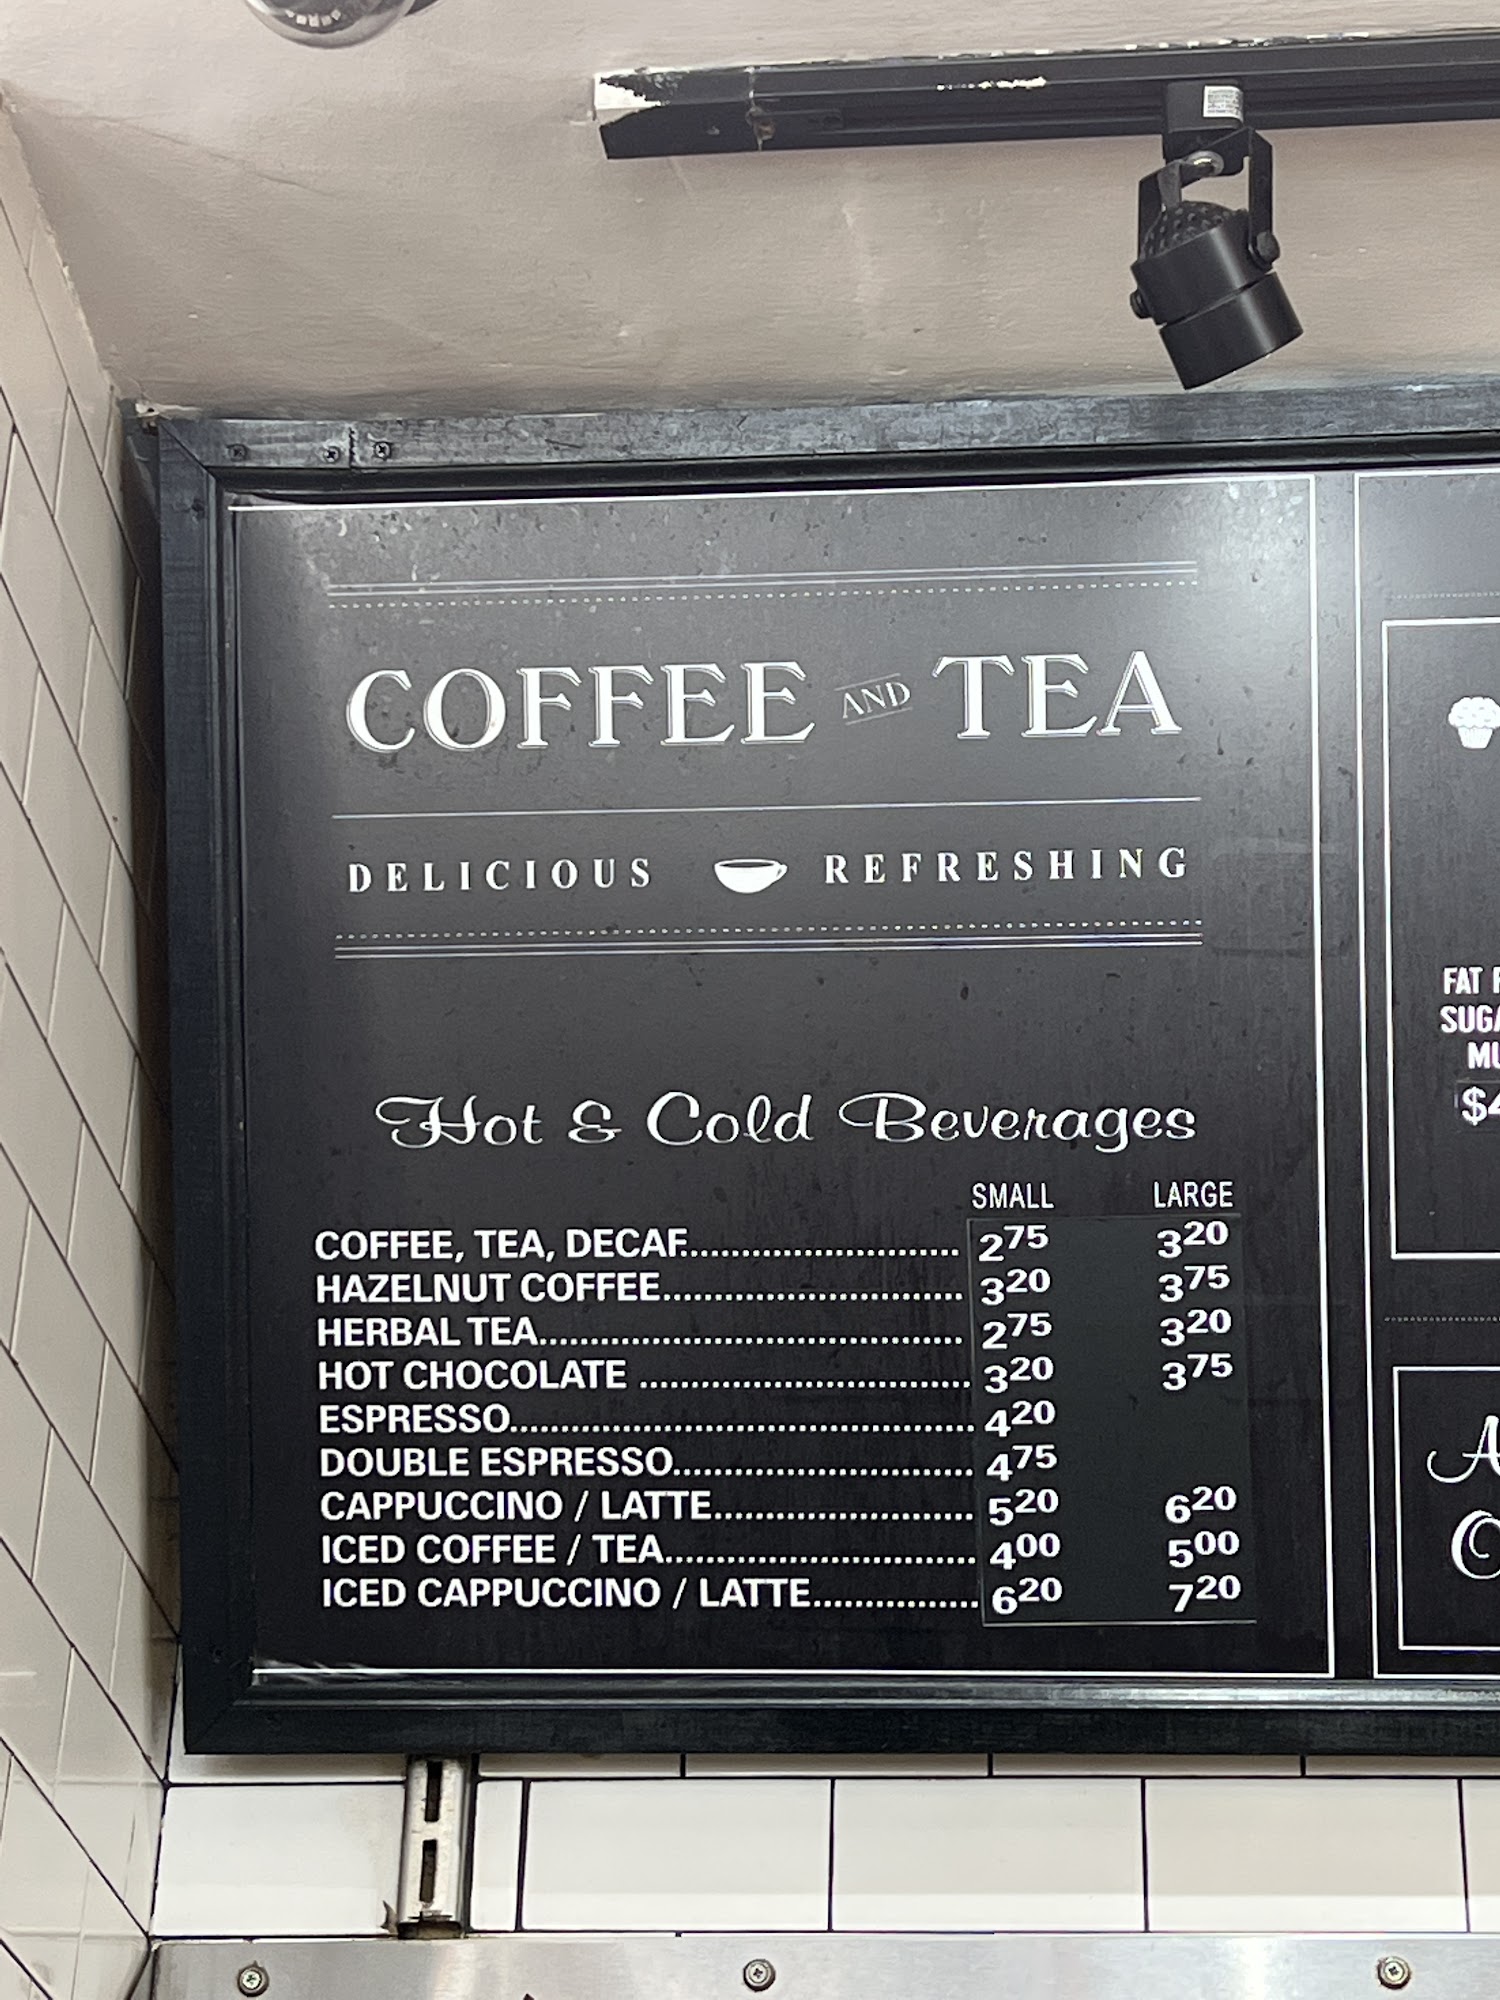 COFFEE AND TEA
DELICIOUS REFRESHING
Hot & Cold Beverages
SMALL LARGE
COFFEE, TEA, DECAF........................... 2⁷⁵ 3²⁰
HAZELNUT COFFEE............................. 3²⁰ 3⁷⁵
HERBAL TEA......................................... 2⁷⁵ 3²⁰
HOT CHOCOLATE ................................ 3²⁰ 3⁷⁵
ESPRESSO............................................. 4²⁰
DOUBLE ESPRESSO............................. 4⁷⁵
CAPPUCCINO / LATTE......................... 5²⁰ 6²⁰
ICED COFFEE / TEA.............................. 4⁰⁰ 5⁰⁰
ICED CAPPUCCINO / LATTE................ 6²⁰ 7²⁰
FAT